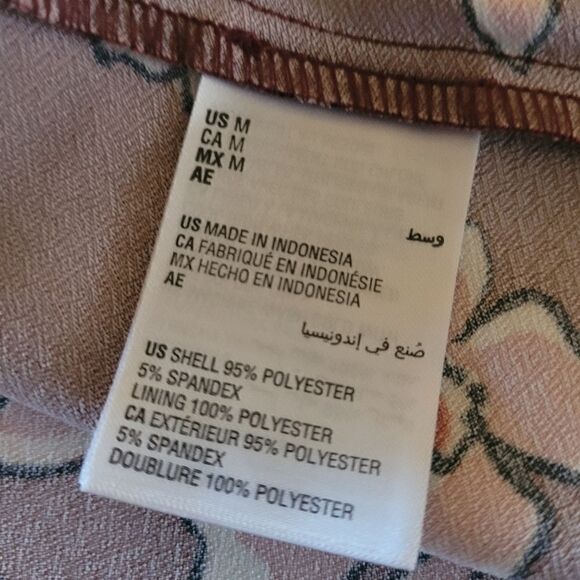 US M
CA M
MX M
AE
وسط
US MADE IN INDONESIA
CA FABRIQUÉ EN INDONÉSIE
MX HECHO EN INDONESIA
AE
صُنع في إندونيسيا
US SHELL 95% POLYESTER
5% SPANDEX
LINING 100% POLYESTER
CA EXTÉRIEUR 95% POLYESTER
5% SPANDEX
DOUBLURE 100% POLYESTER